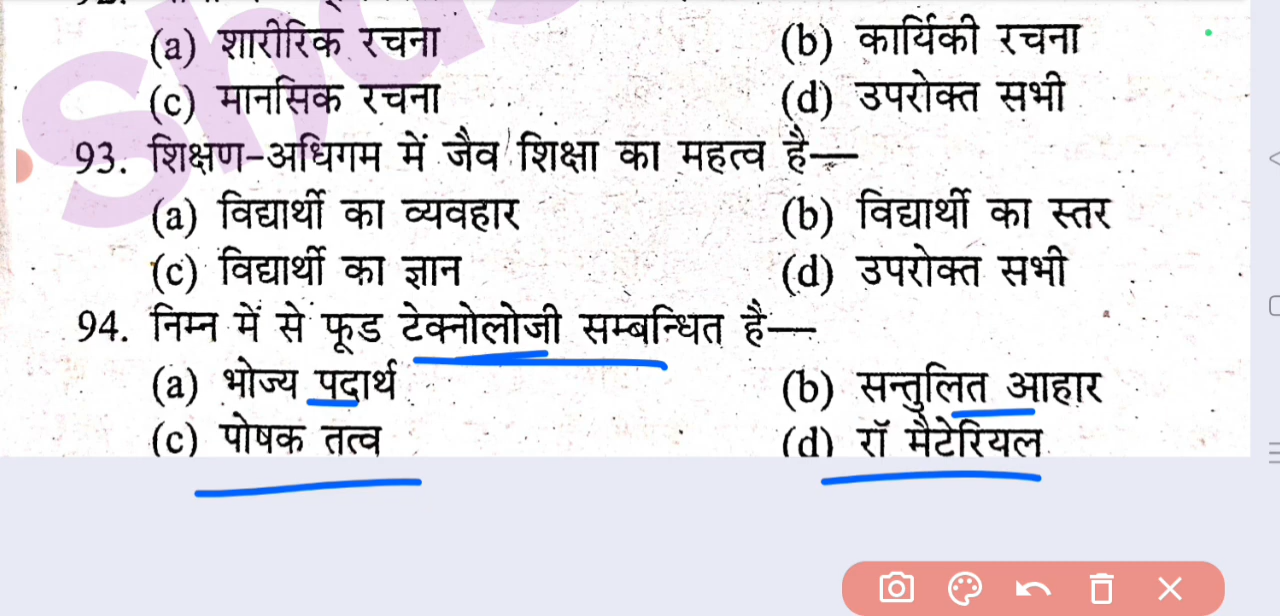 (a) शारीरिक रचना (b) कार्यिकी रचना
(c) मानसिक रचना (d) उपरोक्त सभी
93. शिक्षण-अधिगम में जैव शिक्षा का महत्व है—
(a) विद्यार्थी का व्यवहार (b) विद्यार्थी का स्तर
(c) विद्यार्थी का ज्ञान (d) उपरोक्त सभी
94. निम्न में से फूड टेक्नोलोजी सम्बन्धित है—
(a) भोज्य पदार्थ (b) सन्तुलित आहार
(c) पोषक तत्व (d) रॉ मैटेरियल